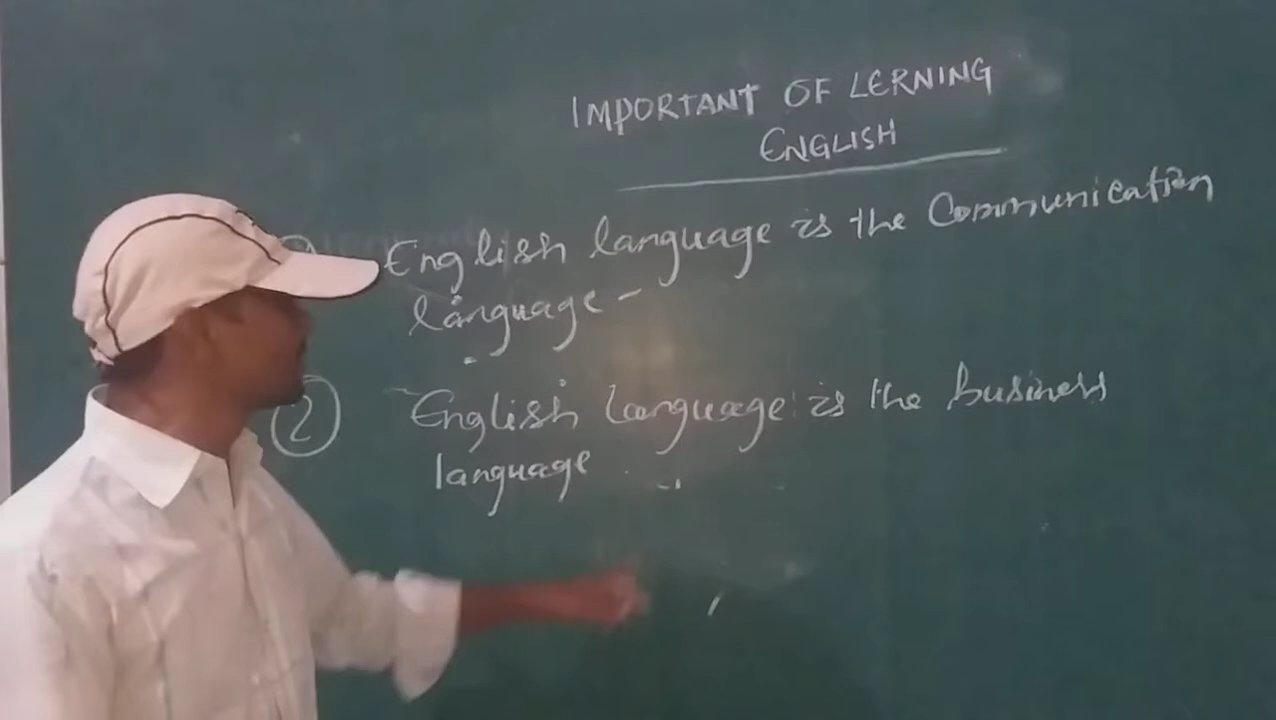 IMPORTANT OF LERNING
ENGLISH
English language is the Communication
language -
② English language is the business
language